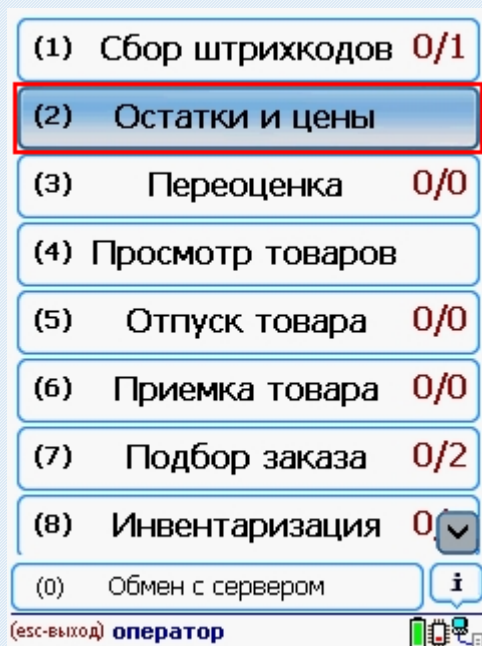 (1) Сбор штрихкодов 0/1
(2) Остатки и цены
(3) Переоценка 0/0
(4) Просмотр товаров
(5) Отпуск товара 0/0
(6) Приемка товара 0/0
(7) Подбор заказа 0/2
(8) Инвентаризация
(0) Обмен с сервером i
(esc-выход) оператор